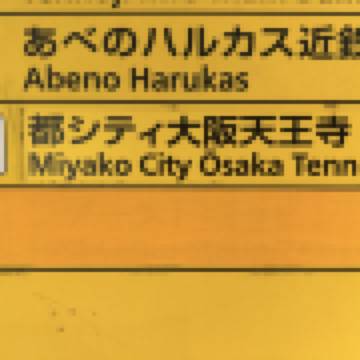 あべのハルカス近鉄
Abeno Harukas
都シティ大阪天王寺
Miyako City Osaka Tenn